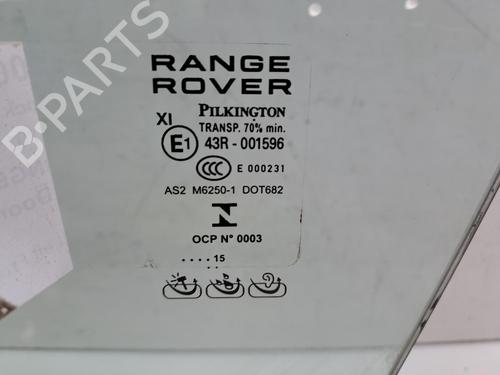 RANGE
ROVER
PILKINGTON
XI TRANSP. 70% min.
E1 43R - 001596
CCC E 000231
AS2 M6250-1 DOT682
OCP N° 0003
.... 15
..
B-PARTS